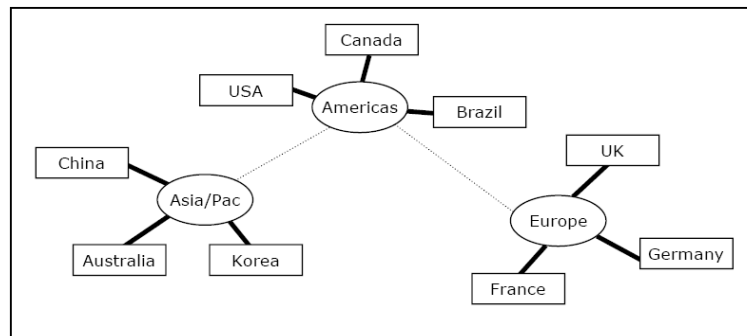 Canada
USA
Americas
Brazil
China
UK
Asia/Pac
Europe
Australia
Korea
Germany
France